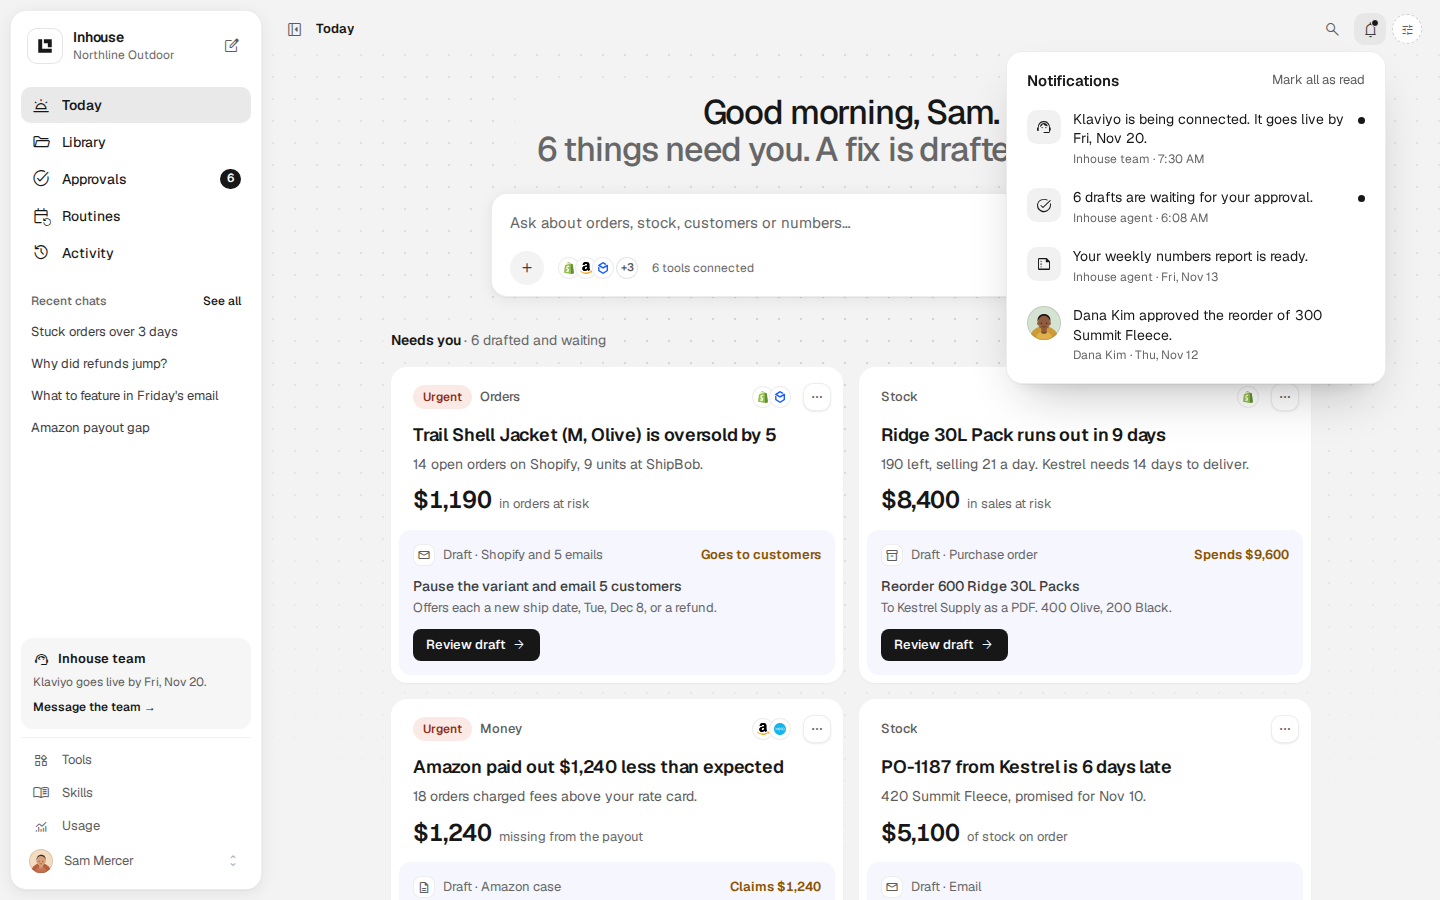 Inhouse
Northline Outdoor
Today
Library
Approvals
6
Routines
Activity
Recent chats
See all
Stuck orders over 3 days
Why did refunds jump?
What to feature in Friday's email
Amazon payout gap
Inhouse team
Klaviyo goes live by Fri, Nov 20.
Message the team →
Tools
Skills
Usage
Sam Mercer
Today
Good morning, Sam.
6 things need you. A fix is drafte
Ask about orders, stock, customers or numbers...
+3
6 tools connected
Notifications
Mark all as read
Klaviyo is being connected. It goes live by
Fri, Nov 20.
Inhouse team · 7:30 AM
6 drafts are waiting for your approval.
Inhouse agent · 6:08 AM
Your weekly numbers report is ready.
Inhouse agent · Fri, Nov 13
Dana Kim approved the reorder of 300
Summit Fleece.
Dana Kim · Thu, Nov 12
Needs you · 6 drafted and waiting
Urgent
Orders
Trail Shell Jacket (M, Olive) is oversold by 5
14 open orders on Shopify, 9 units at ShipBob.
$1,190 in orders at risk
Draft · Shopify and 5 emails
Goes to customers
Pause the variant and email 5 customers
Offers each a new ship date, Tue, Dec 8, or a refund.
Review draft →
Stock
Ridge 30L Pack runs out in 9 days
190 left, selling 21 a day. Kestrel needs 14 days to deliver.
$8,400 in sales at risk
Draft · Purchase order
Spends $9,600
Reorder 600 Ridge 30L Packs
To Kestrel Supply as a PDF. 400 Olive, 200 Black.
Review draft →
Urgent
Money
Amazon paid out $1,240 less than expected
18 orders charged fees above your rate card.
$1,240 missing from the payout
Draft · Amazon case
Claims $1,240
Stock
PO-1187 from Kestrel is 6 days late
420 Summit Fleece, promised for Nov 10.
$5,100 of stock on order
Draft · Email